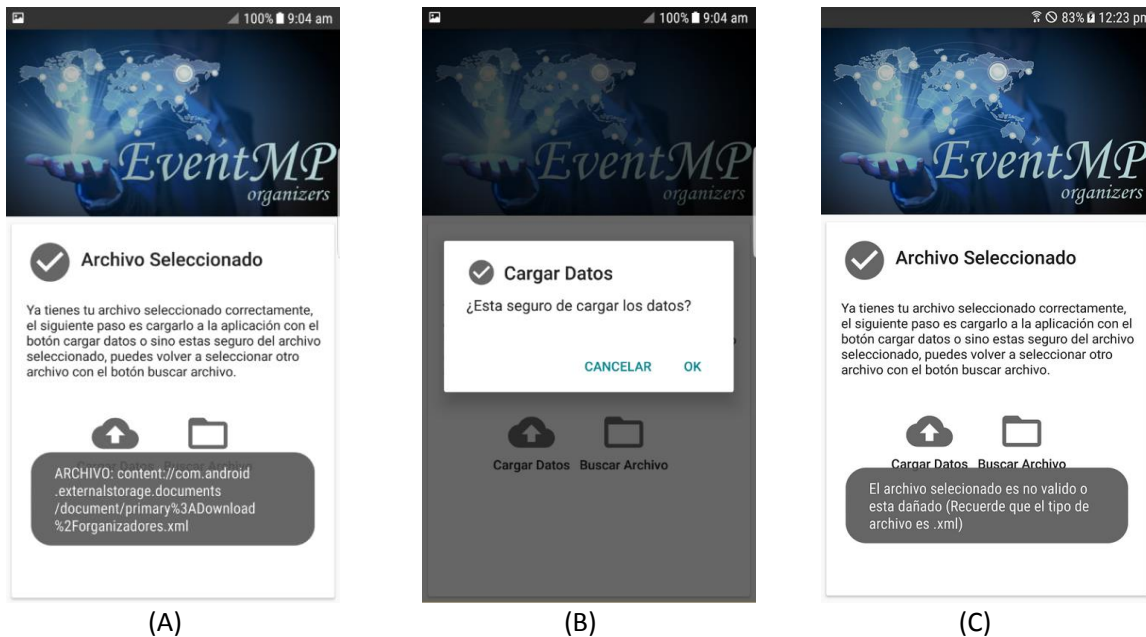 100% 9:04 am
EventMP
organizers
Archivo Seleccionado
Ya tienes tu archivo seleccionado correctamente,
el siguiente paso es cargarlo a la aplicación con el
botón cargar datos o sino estas seguro del archivo
seleccionado, puedes volver a seleccionar otro
archivo con el botón buscar archivo.
Cargar Datos Buscar Archivo
ARCHIVO: content://com.android
.externalstorage.documents
/document/primary%3ADownload
%2Forganizadores.xml
(A)
100% 9:04 am
EventMP
organizers
Cargar Datos
¿Esta seguro de cargar los datos?
CANCELAR OK
Cargar Datos Buscar Archivo
(B)
83% 12:23 pm
EventMP
organizers
Archivo Seleccionado
Ya tienes tu archivo seleccionado correctamente,
el siguiente paso es cargarlo a la aplicación con el
botón cargar datos o sino estas seguro del archivo
seleccionado, puedes volver a seleccionar otro
archivo con el botón buscar archivo.
Cargar Datos Buscar Archivo
El archivo selecionado es no valido o
esta dañado (Recuerde que el tipo de
archivo es .xml)
(C)